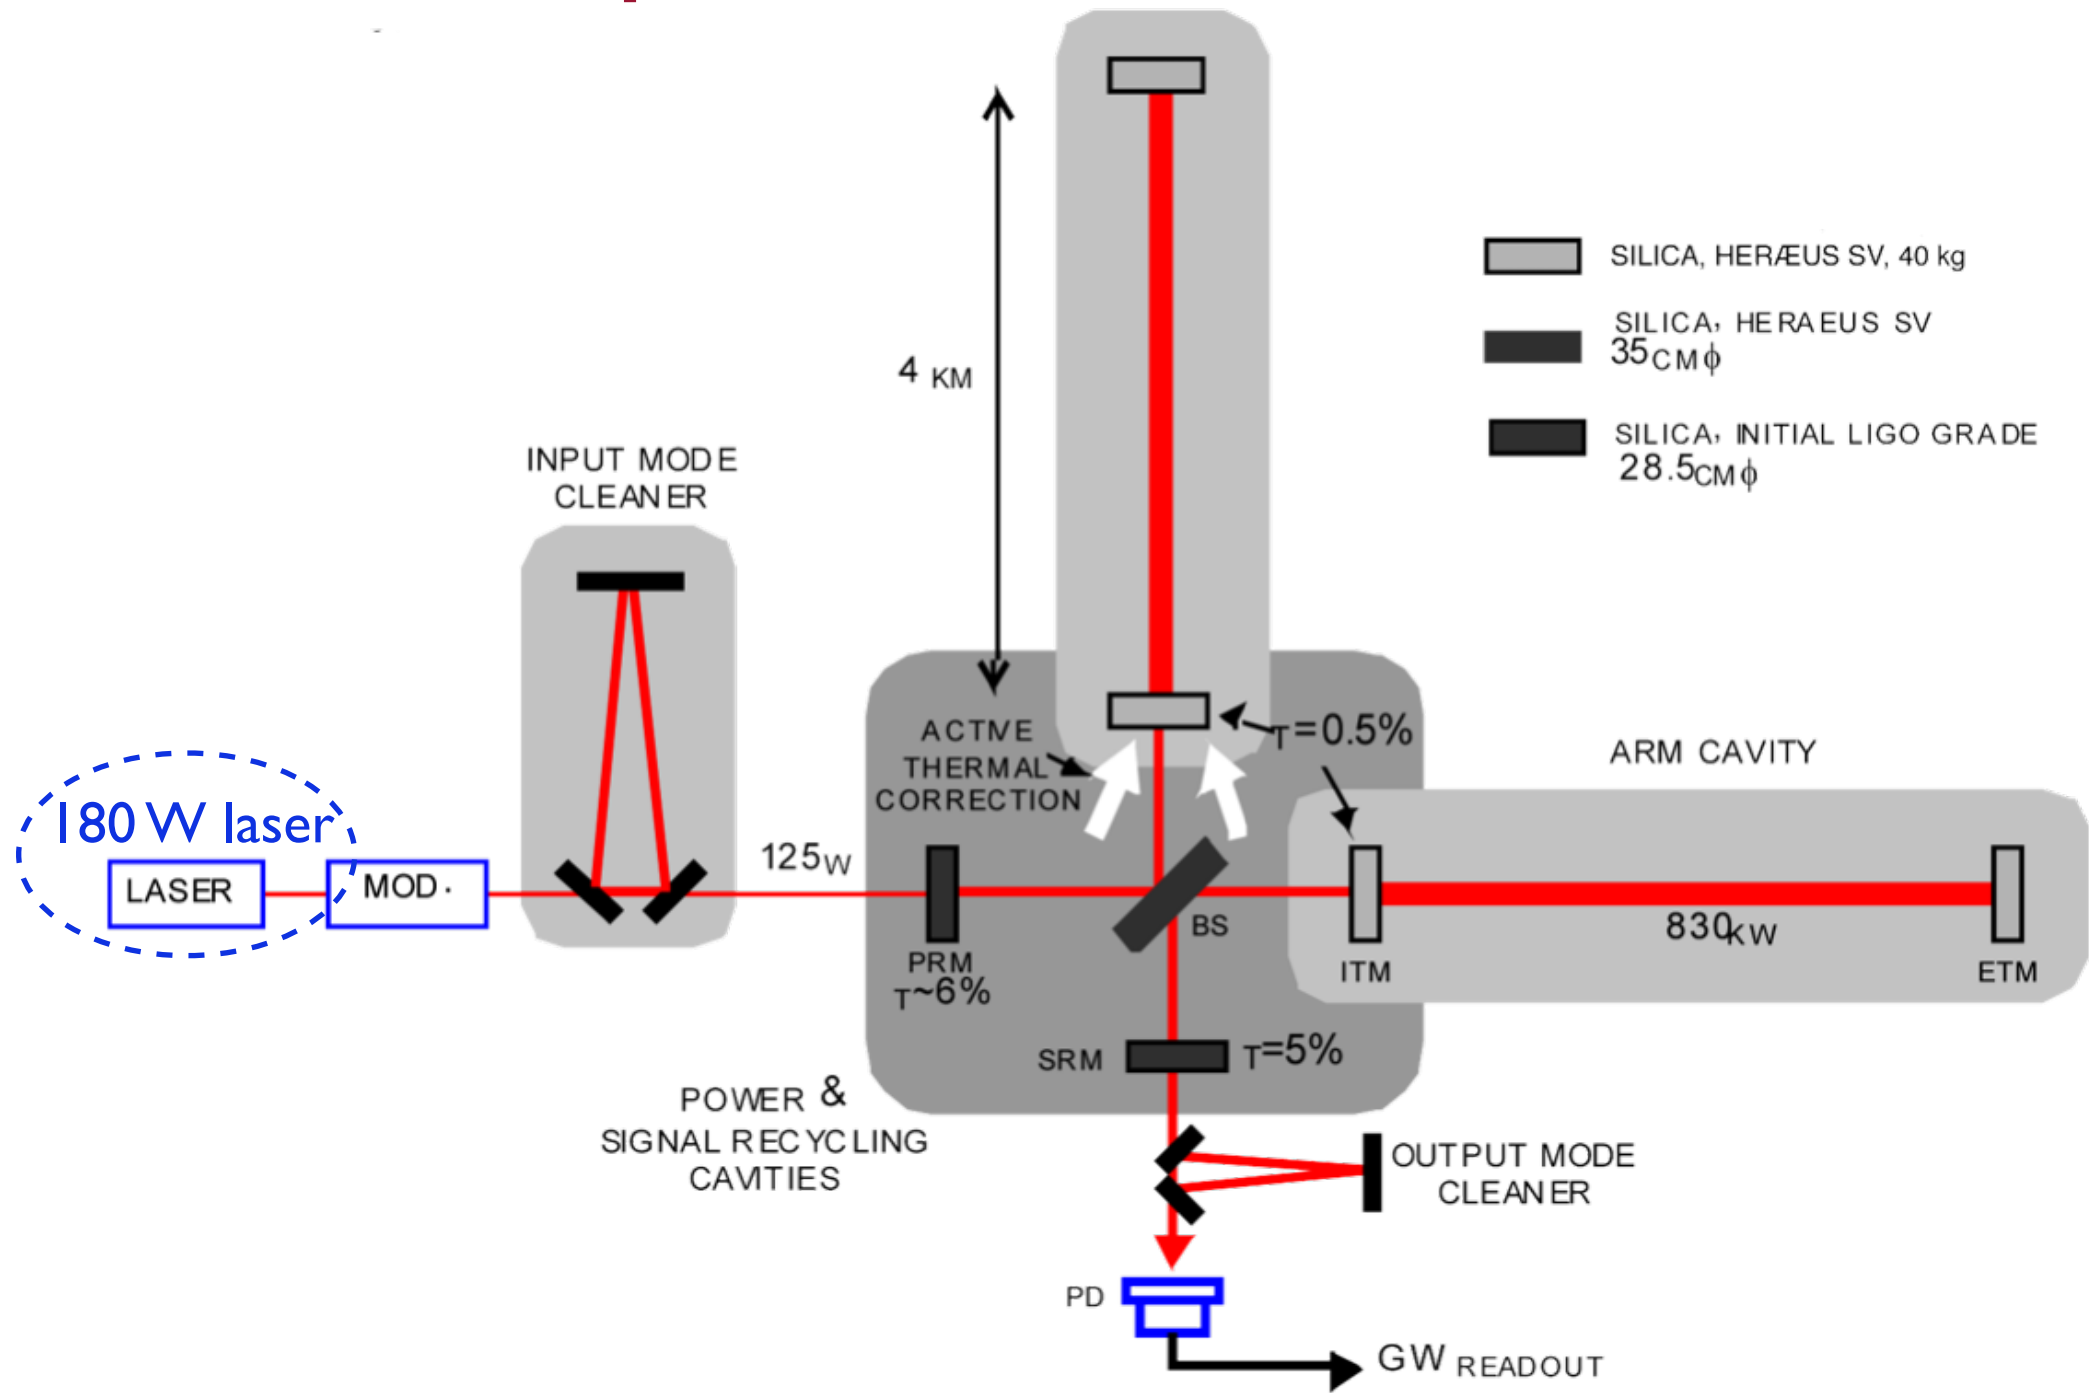 4 KM
SILICA, HERÆUS SV, 40 kg
SILICA, HERAEUS SV
35CMϕ
SILICA, INITIAL LIGO GRADE
28.5CMϕ
INPUT MODE
CLEANER
ACTIVE
THERMAL
CORRECTION
T=0.5%
ARM CAVITY
180 W laser
LASER
MOD.
125W
PRM
T~6%
BS
ITM
830KW
ETM
SRM
T=5%
POWER &
SIGNAL RECYCLING
CAVITIES
OUTPUT MODE
CLEANER
PD
GW READOUT